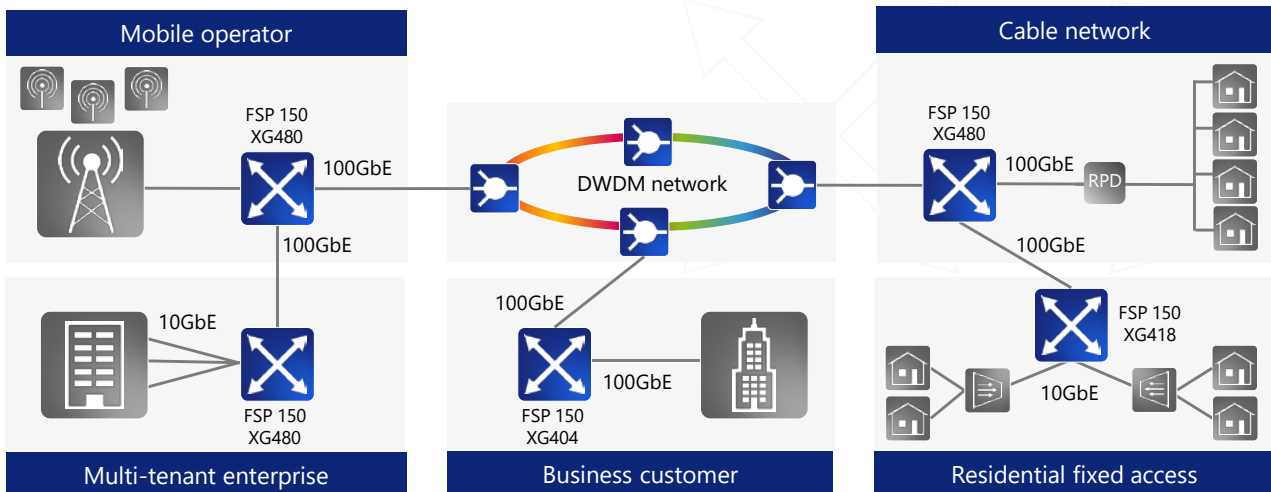 Mobile operator
FSP 150
XG480
100GbE
100GbE
10GbE
FSP 150
XG480
Multi-tenant enterprise
DWDM network
100GbE
100GbE
FSP 150
XG404
Business customer
Cable network
FSP 150
XG480
100GbE
RPD
100GbE
FSP 150
XG418
10GbE
Residential fixed access